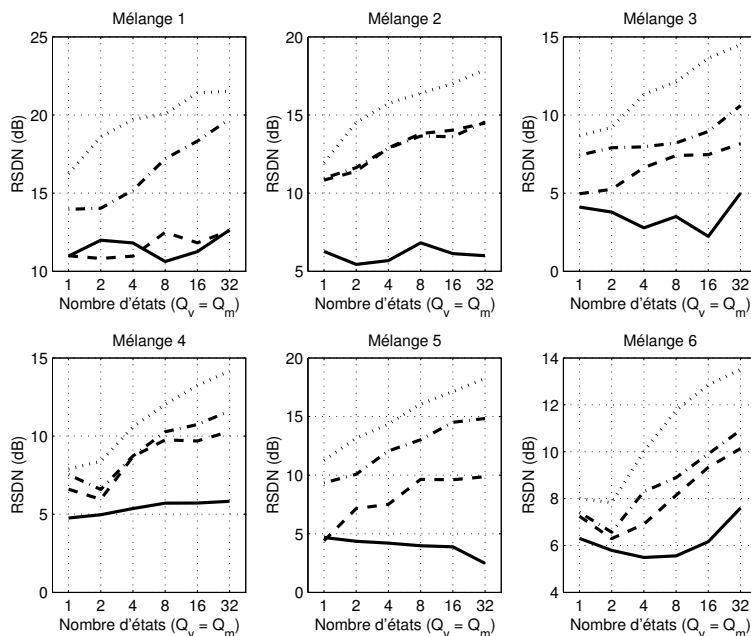 Mélange 1
25
20
15
10
RSDN (dB)
1 2 4 8 16 32
Nombre d'états (Q_v = Q_m)
Mélange 2
20
15
10
5
RSDN (dB)
1 2 4 8 16 32
Nombre d'états (Q_v = Q_m)
Mélange 3
15
10
5
0
RSDN (dB)
1 2 4 8 16 32
Nombre d'états (Q_v = Q_m)
Mélange 4
15
10
5
0
RSDN (dB)
1 2 4 8 16 32
Nombre d'états (Q_v = Q_m)
Mélange 5
20
15
10
5
0
RSDN (dB)
1 2 4 8 16 32
Nombre d'états (Q_v = Q_m)
Mélange 6
14
12
10
8
6
4
RSDN (dB)
1 2 4 8 16 32
Nombre d'états (Q_v = Q_m)